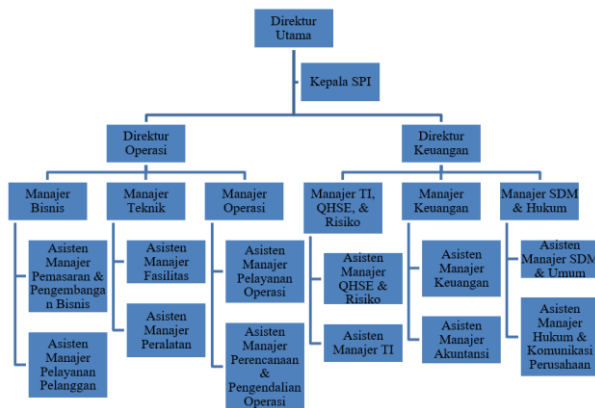 Direktur
Utama
Kepala SPI
Direktur
Operasi
Direktur
Keuangan
Manajer
Bisnis
Manajer
Teknik
Manajer
Operasi
Manajer TI,
QHSE, &
Risiko
Manajer
Keuangan
Manajer SDM
& Hukum
Asisten
Manajer
Pemasaran &
Pengembanga
n Bisnis
Asisten
Manajer
Pelayanan
Pelanggan
Asisten
Manajer
Fasilitas
Asisten
Manajer
Peralatan
Asisten
Manajer
Pelayanan
Operasi
Asisten
Manajer
Perencanaan
&
Pengendalian
Operasi
Asisten
Manajer
QHSE &
Risiko
Asisten
Manajer TI
Asisten
Manajer
Keuangan
Asisten
Manajer
Akuntansi
Asisten
Manajer SDM
& Umum
Asisten
Manajer
Hukum &
Komunikasi
Perusahaan